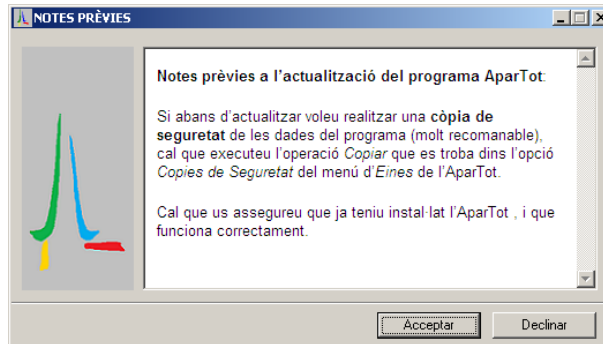 NOTES PRÈVIES
Notes prèvies a l'actualització del programa AparTot:
Si abans d'actualitzar voleu realitzar una còpia de
seguretat de les dades del programa (molt recomanable),
cal que executeu l'operació Copiar que es troba dins l'opció
Copies de Seguretat del menú d'Eines de l'AparTot.
Cal que us assegureu que ja teniu instal·lat l'AparTot , i que
funciona correctament.
Acceptar
Declinar